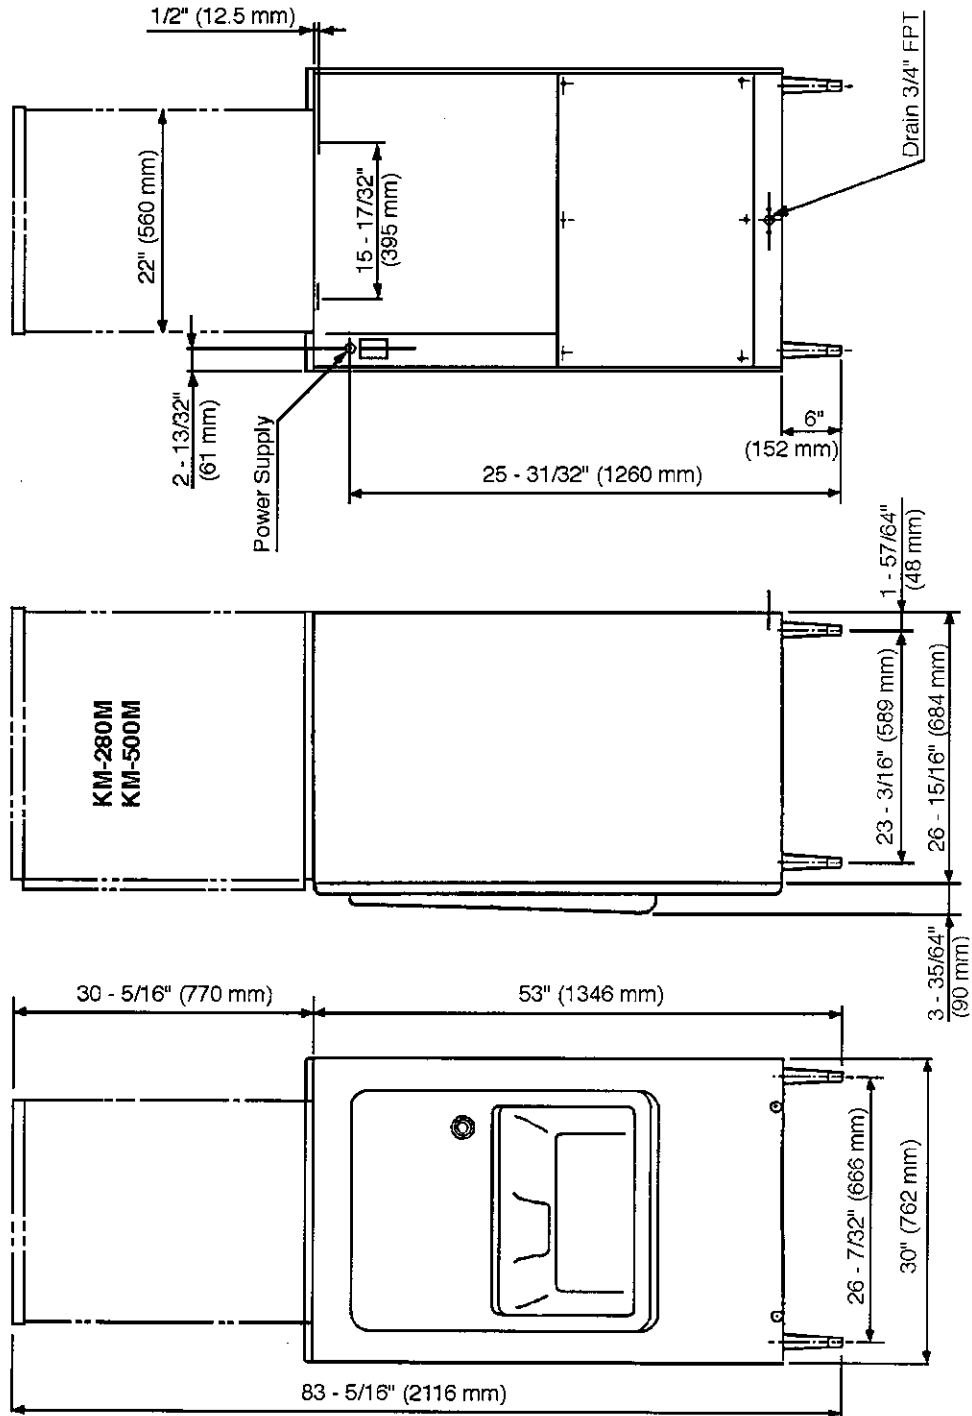 1/2" (12.5 mm)
22" (560 mm)
15 - 17/32"
(395 mm)
2 - 13/32"
(61 mm)
Power Supply
Drain 3/4" FPT
6"
(152 mm)
25 - 31/32" (1260 mm)
KM-280M
KM-500M
1 - 57/64"
(48 mm)
23 - 3/16" (589 mm)
26 - 15/16" (684 mm)
3 - 35/64"
(90 mm)
30 - 5/16" (770 mm)
53" (1346 mm)
26 - 7/32" (666 mm)
30" (762 mm)
83 - 5/16" (2116 mm)